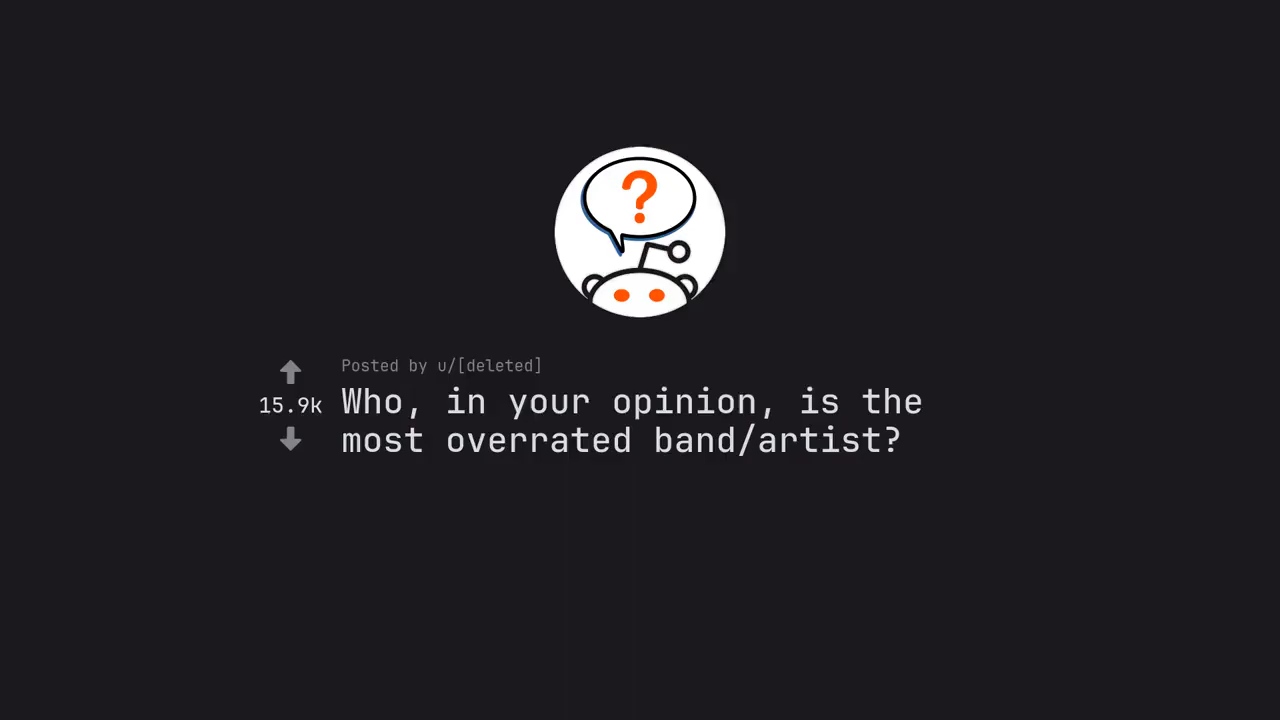 ?
Posted by u/[deleted]
15.9k
Who, in your opinion, is the
most overrated band/artist?